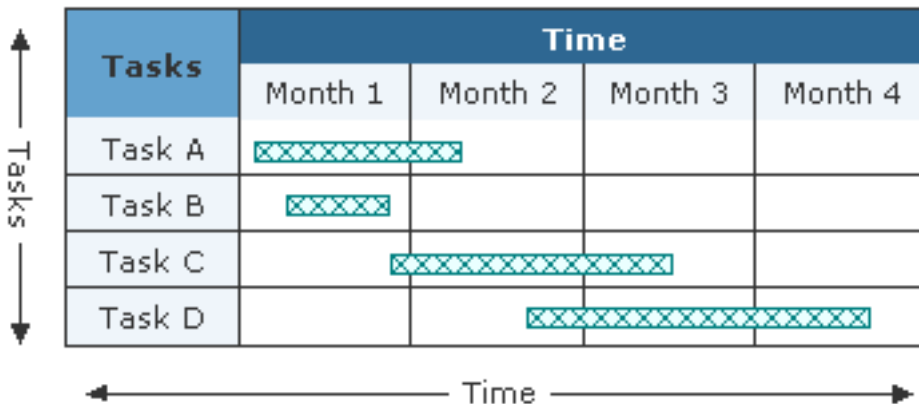 Tasks
Time
Month 1 Month 2 Month 3 Month 4
Task A
Task B
Task C
Task D
Tasks
Time